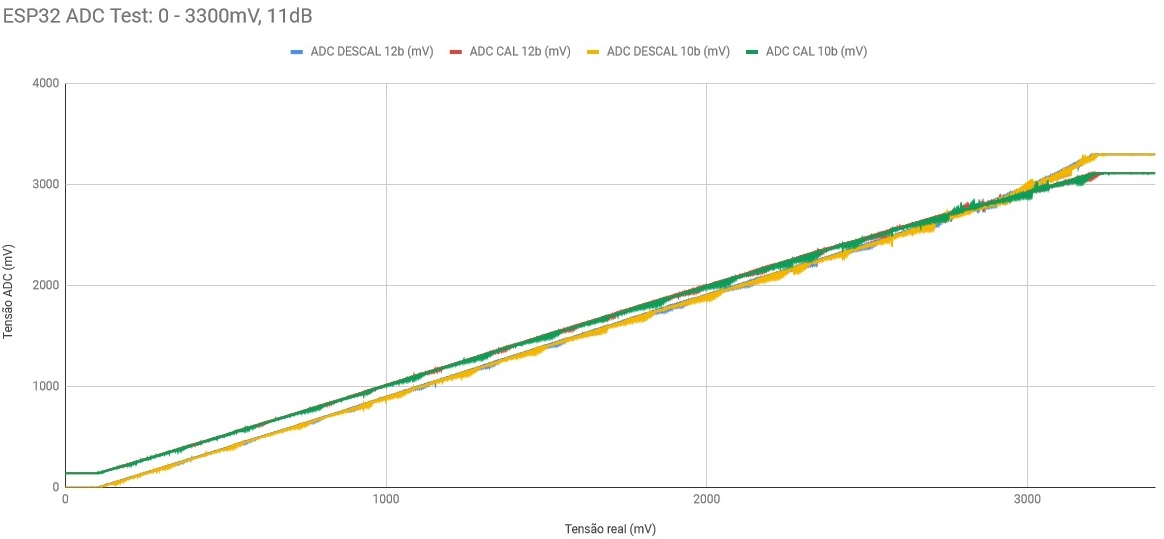 ESP32 ADC Test: 0 - 3300mV, 11dB
ADC DESCAL 12b (mV) ADC CAL 12b (mV) ADC DESCAL 10b (mV) ADC CAL 10b (mV)
4000
3000
2000
1000
0
Tensão ADC (mV)
0 1000 2000 3000
Tensão real (mV)